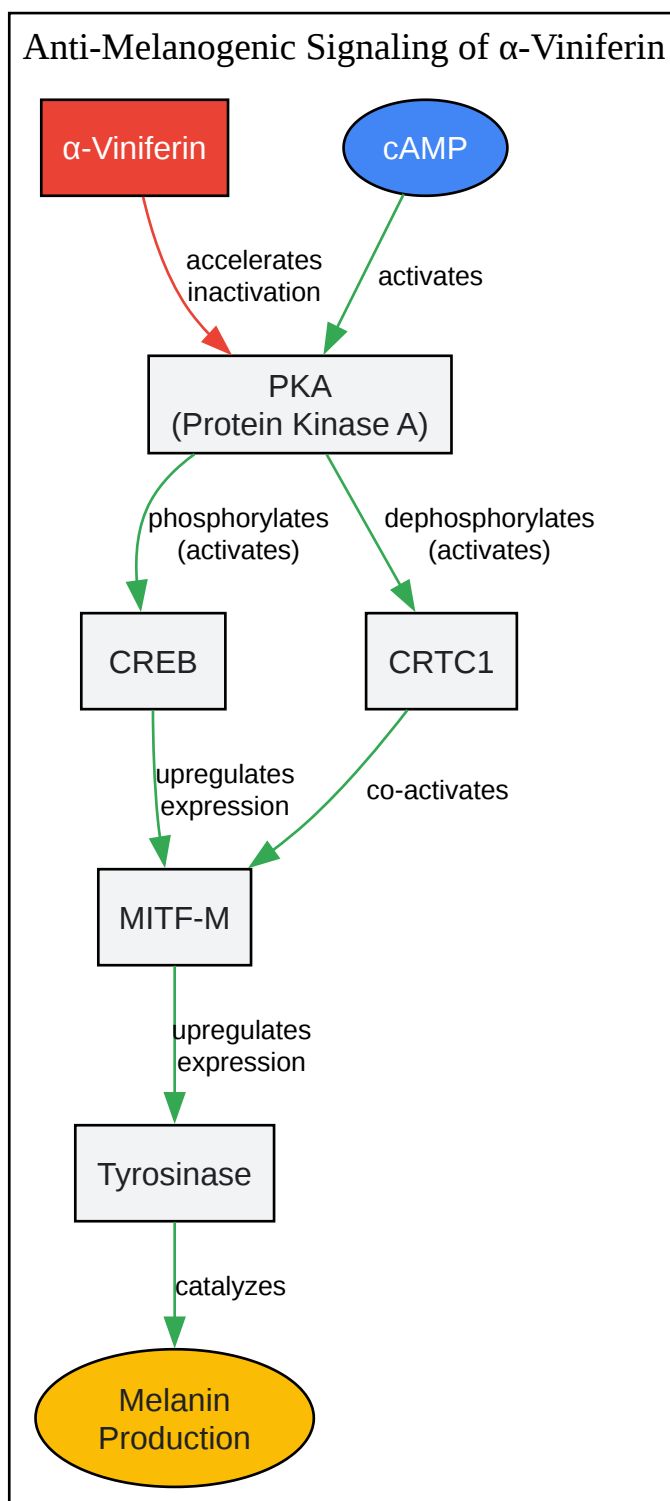 Anti-Melanogenic Signaling of α-Viniferin
α-Viniferin
cAMP
accelerates
inactivation
activates
PKA
(Protein Kinase A)
phosphorylates
(activates)
dephosphorylates
(activates)
CREB
CRTC1
upregulates
expression
co-activates
MITF-M
upregulates
expression
Tyrosinase
catalyzes
Melanin
Production